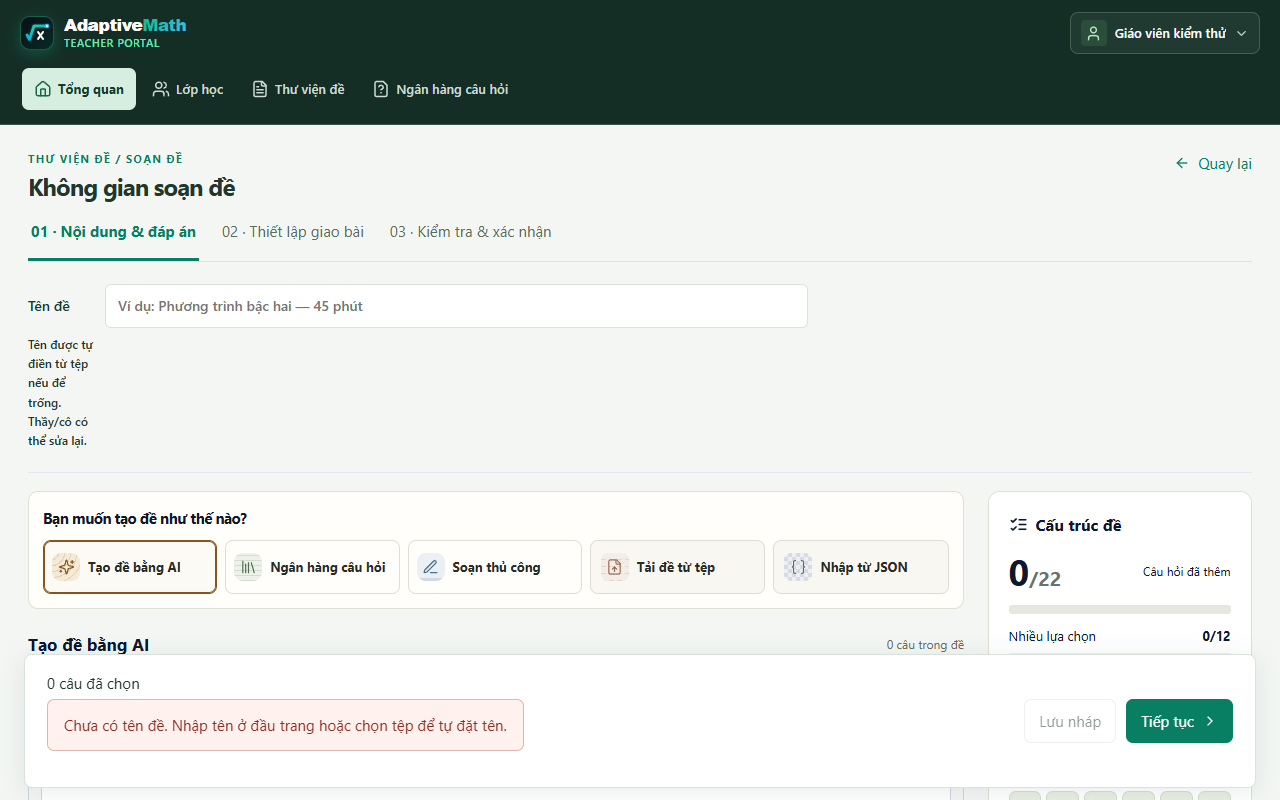 AdaptiveMath
TEACHER PORTAL
Giáo viên kiểm thử
Tổng quan
Lớp học
Thư viện đề
Ngân hàng câu hỏi
THƯ VIỆN ĐỀ / SOẠN ĐỀ
Quay lại
Không gian soạn đề
01 · Nội dung & đáp án
02 · Thiết lập giao bài
03 · Kiểm tra & xác nhận
Tên đề
Ví dụ: Phương trình bậc hai — 45 phút
Tên được tự
điền từ tệp
nếu để
trống.
Thầy/cô có
thể sửa lại.
Bạn muốn tạo đề như thế nào?
Tạo đề bằng AI
Ngân hàng câu hỏi
Soạn thủ công
Tải đề từ tệp
Nhập từ JSON
Cấu trúc đề
0/22
Câu hỏi đã thêm
Nhiều lựa chọn
0/12
Tạo đề bằng AI
0 câu trong đề
0 câu đã chọn
Chưa có tên đề. Nhập tên ở đầu trang hoặc chọn tệp để tự đặt tên.
Lưu nháp
Tiếp tục